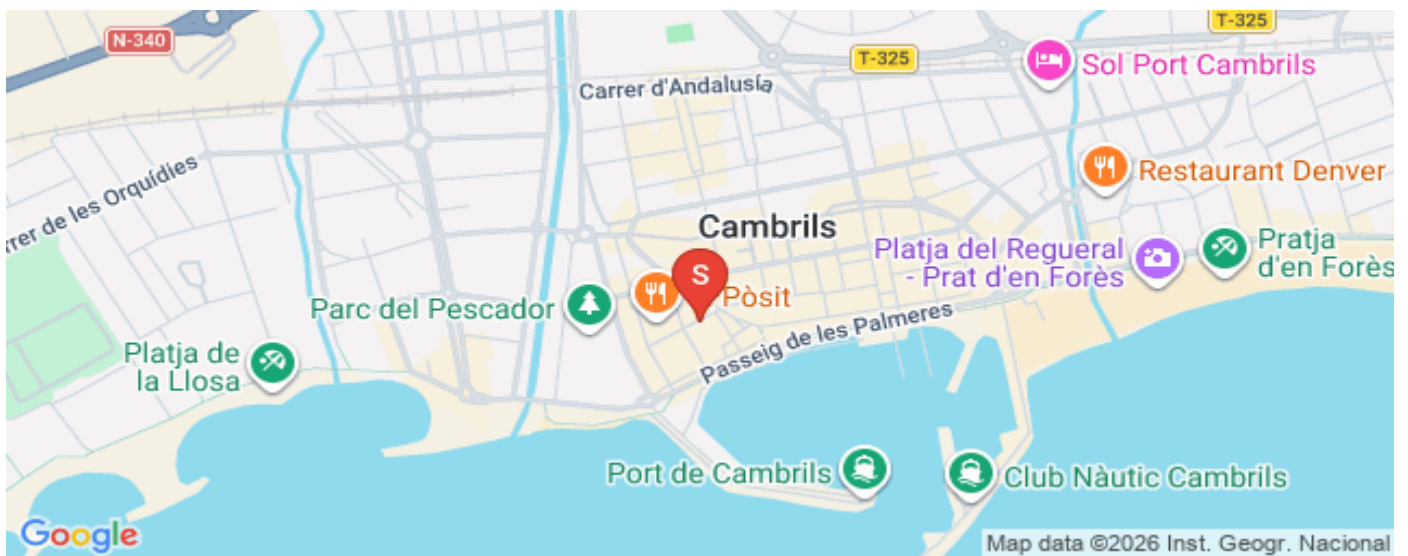 N-340
T-325
T-325
Sol Port Cambrils
Carrer d'Andalusía
Restaurant Denver
rrer de les Orquídies
Cambrils
Platja del Regueral
- Prat d'en Forès
Pratja
d'en Forès
S
Pòsit
Parc del Pescador
Passeig de les Palmeres
Platja de
la Llosa
Port de Cambrils
Club Nàutic Cambrils
Google
Map data ©2026 Inst. Geogr. Nacional